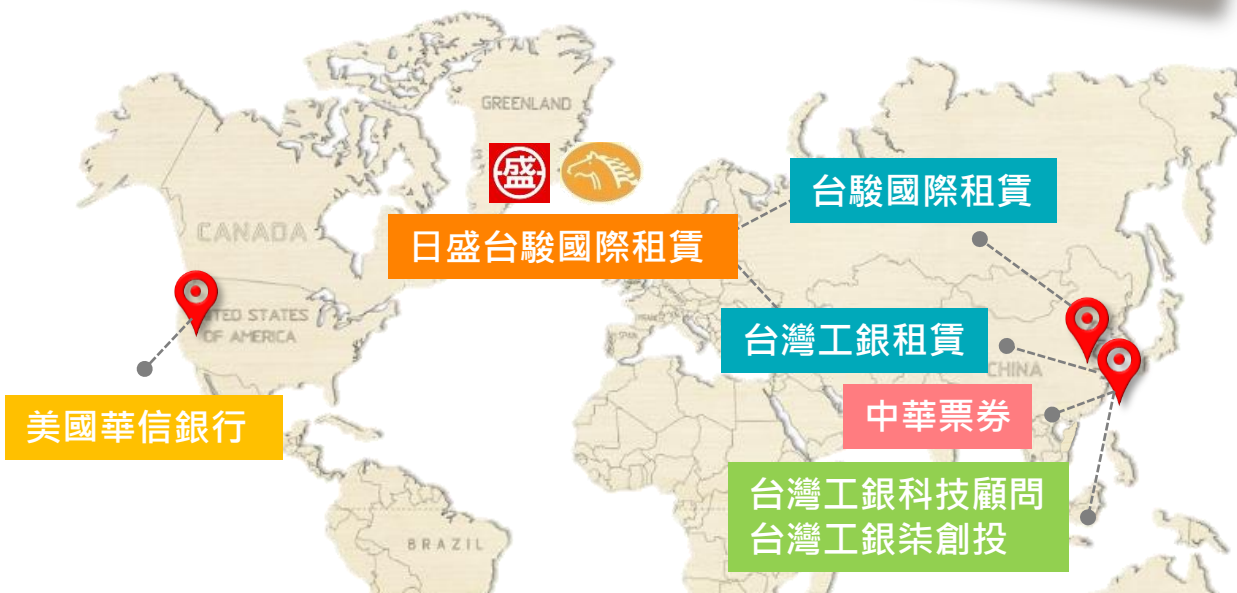 GREENLAND
盛
台駿國際租賃
CANADA
日盛台駿國際租賃
UNITED STATES
OF AMERICA
FRANCE
SPAIN
台灣工銀租賃
CHINA
美國華信銀行
中華票券
台灣工銀科技顧問
台灣工銀柒創投
BRAZIL